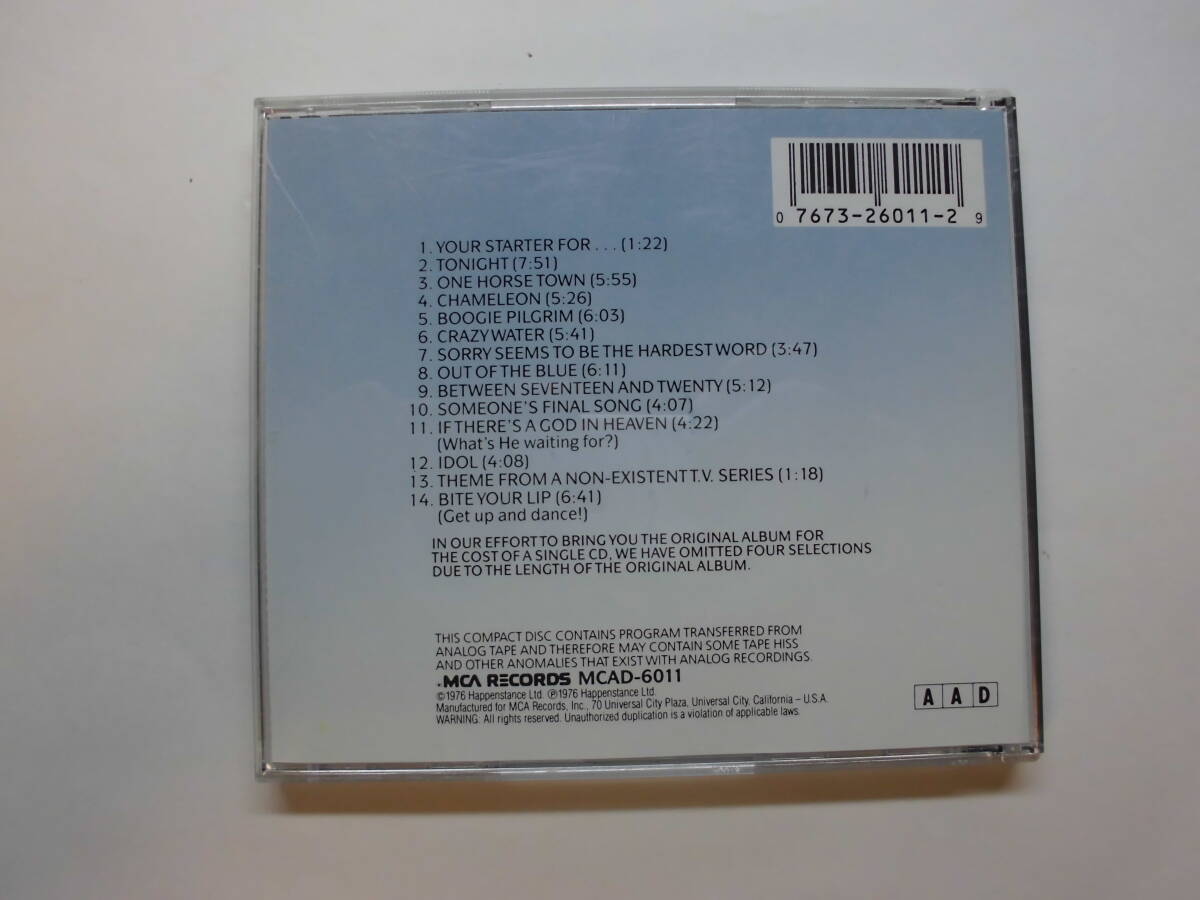 0 7673-26011-2 9
1. YOUR STARTER FOR . . . (1:22)
2. TONIGHT (7:51)
3. ONE HORSE TOWN (5:55)
4. CHAMELEON (5:26)
5. BOOGIE PILGRIM (6:03)
6. CRAZY WATER (5:41)
7. SORRY SEEMS TO BE THE HARDEST WORD (3:47)
8. OUT OF THE BLUE (6:11)
9. BETWEEN SEVENTEEN AND TWENTY (5:12)
10. SOMEONE'S FINAL SONG (4:07)
11. IF THERE'S A GOD IN HEAVEN (4:22)
(What's He waiting for?)
12. IDOL (4:08)
13. THEME FROM A NON-EXISTENT T.V. SERIES (1:18)
14. BITE YOUR LIP (6:41)
(Get up and dance!)
IN OUR EFFORT TO BRING YOU THE ORIGINAL ALBUM FOR
THE COST OF A SINGLE CD, WE HAVE OMITTED FOUR SELECTIONS
DUE TO THE LENGTH OF THE ORIGINAL ALBUM.
THIS COMPACT DISC CONTAINS PROGRAM TRANSFERRED FROM
ANALOG TAPE AND THEREFORE MAY CONTAIN SOME TAPE HISS
AND OTHER ANOMALIES THAT EXIST WITH ANALOG RECORDINGS.
MCA RECORDS MCAD-6011
©1976 Happenstance Ltd. ℗1976 Happenstance Ltd.
Manufactured for MCA Records, Inc., 70 Universal City Plaza, Universal City, California – U.S.A.
WARNING: All rights reserved. Unauthorized duplication is a violation of applicable laws.
A A D